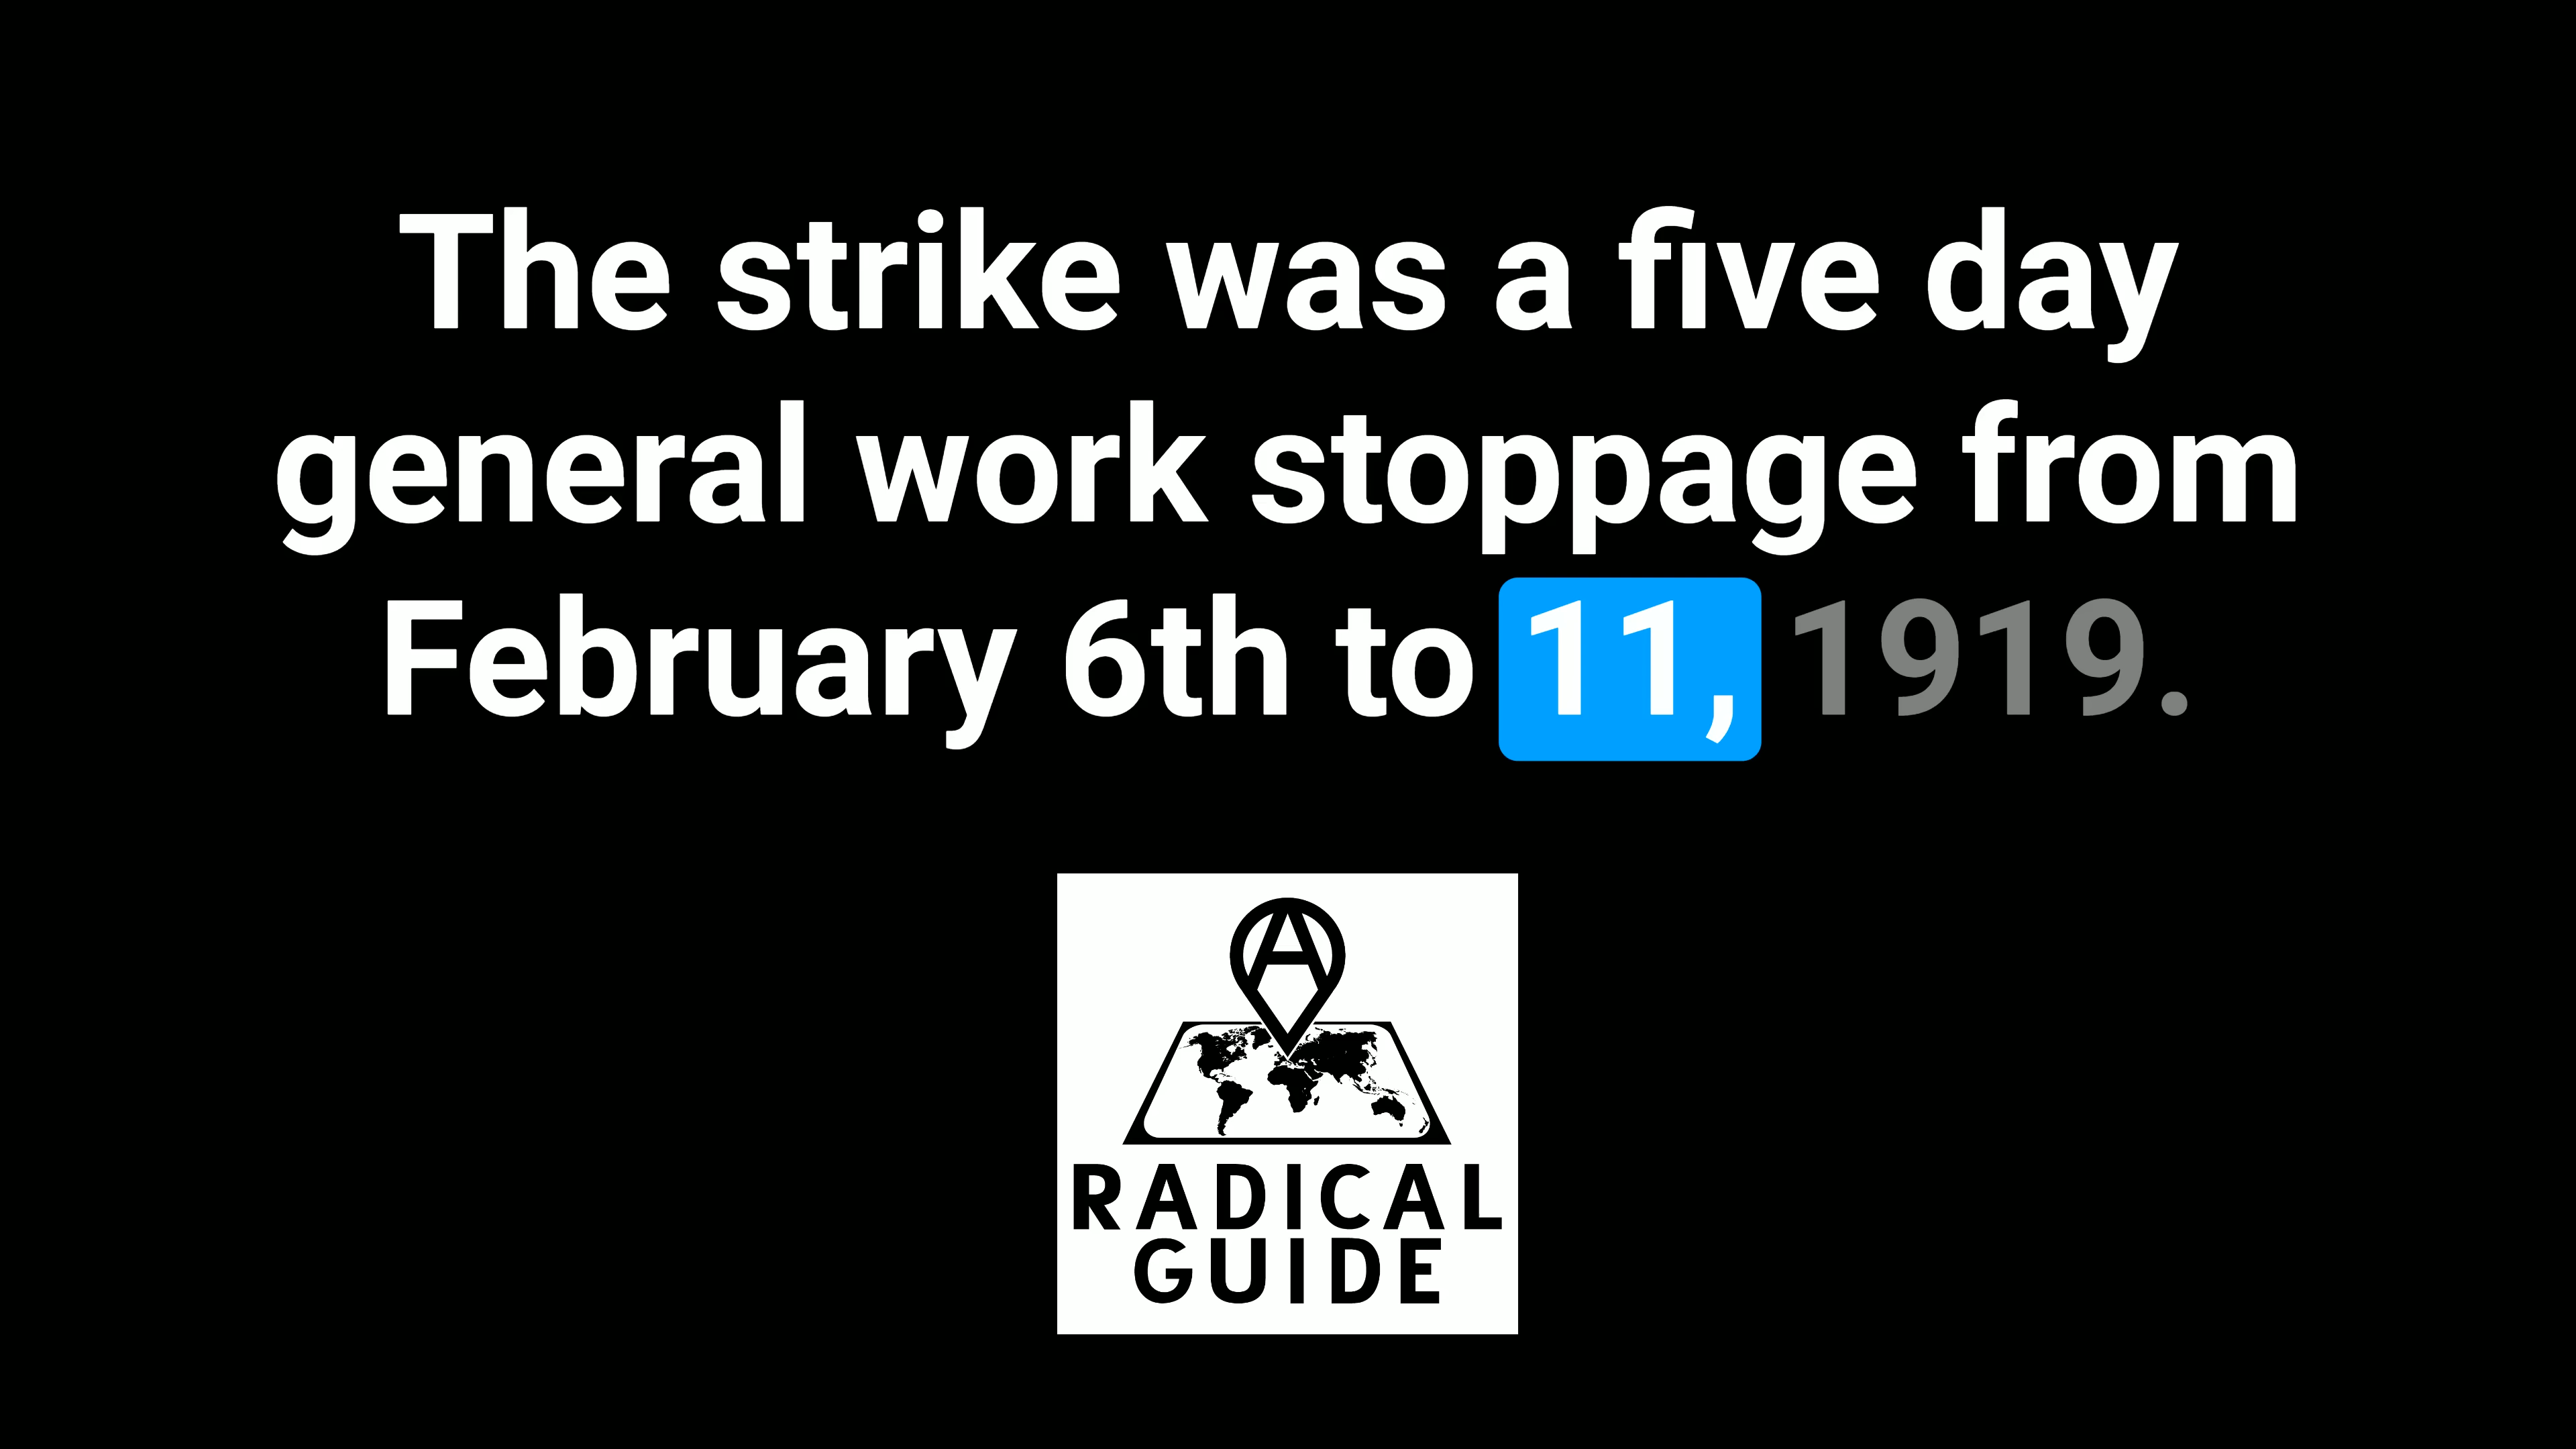 The strike was a five day
general work stoppage from
February 6th to 11, 1919.
A
RADICAL
GUIDE